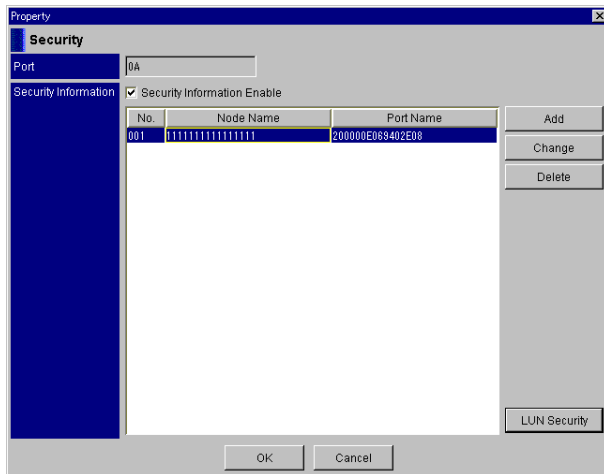 Property
Security
Port 0A
Security Information Security Information Enable
No. Node Name Port Name
001 1111111111111111 200000E069402E08
Add
Change
Delete
LUN Security
OK Cancel